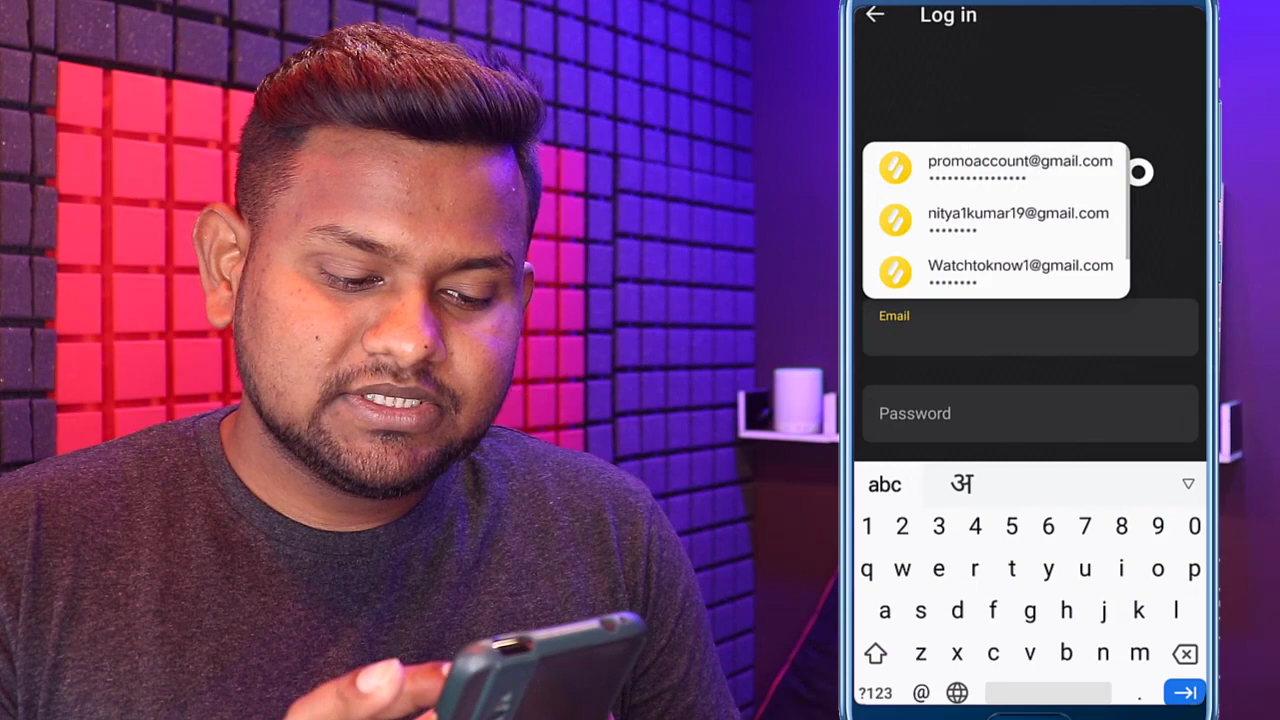 Log in
promoaccount@gmail.com
••••••••••••••••
nitya1kumar19@gmail.com
••••••••
Watchtoknow1@gmail.com
••••••••
Email
Password
abc अ
1 2 3 4 5 6 7 8 9 0
q w e r t y u i o p
a s d f g h j k l
z x c v b n m
?123 @ .